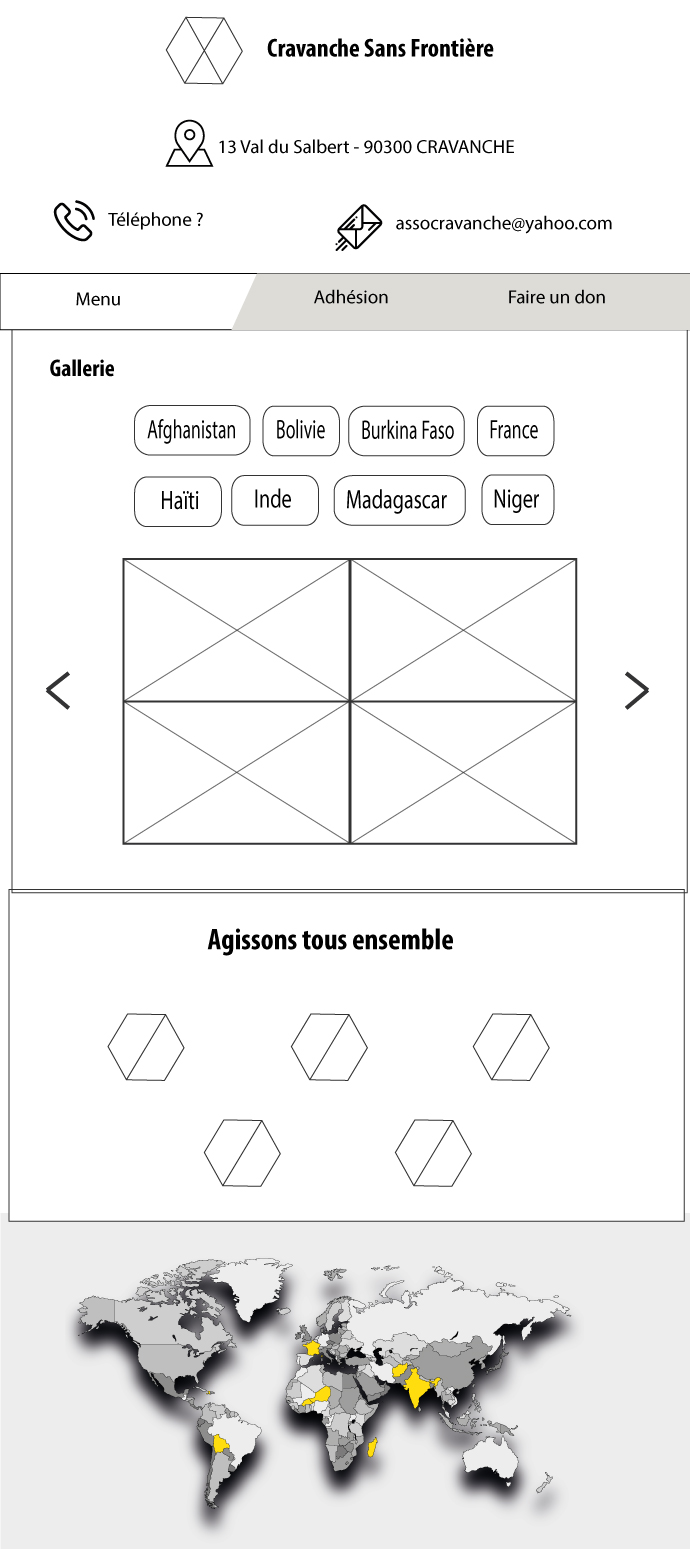 Cravanche Sans Frontière
13 Val du Salbert - 90300 CRAVANCHE
Téléphone ?
assocravanche@yahoo.com
Menu Adhésion Faire un don
Gallerie
Afghanistan Bolivie Burkina Faso France
Haïti Inde Madagascar Niger
Agissons tous ensemble